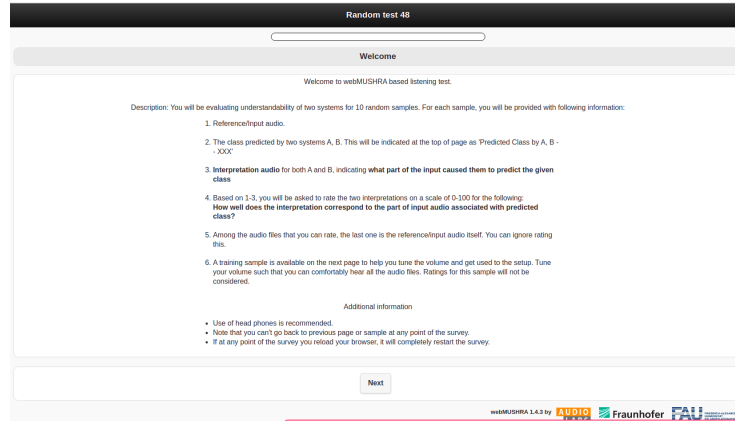 Random test 48
Welcome
Welcome to webMUSHRA based listening test.
Description: You will be evaluating understandability of two systems for 10 random samples. For each sample, you will be provided with following information:
1. Reference/Input audio.
2. The class predicted by two systems A, B. This will be indicated at the top of page as 'Predicted Class by A, B -
- XXX'
3. Interpretation audio for both A and B, indicating what part of the input caused them to predict the given
class
4. Based on 1-3, you will be asked to rate the two interpretations on a scale of 0-100 for the following:
How well does the interpretation correspond to the part of input audio associated with predicted
class?
5. Among the audio files that you can rate, the last one is the reference/input audio itself. You can ignore rating
this.
6. A training sample is available on the next page to help you tune the volume and get used to the setup. Tune
your volume such that you can comfortably hear all the audio files. Ratings for this sample will not be
considered.
Additional information
• Use of head phones is recommended.
• Note that you can't go back to previous page or sample at any point of the survey.
• If at any point of the survey you reload your browser, it will completely restart the survey.
Next
webMUSHRA 1.4.3 by AUDIO LABS Fraunhofer FAU